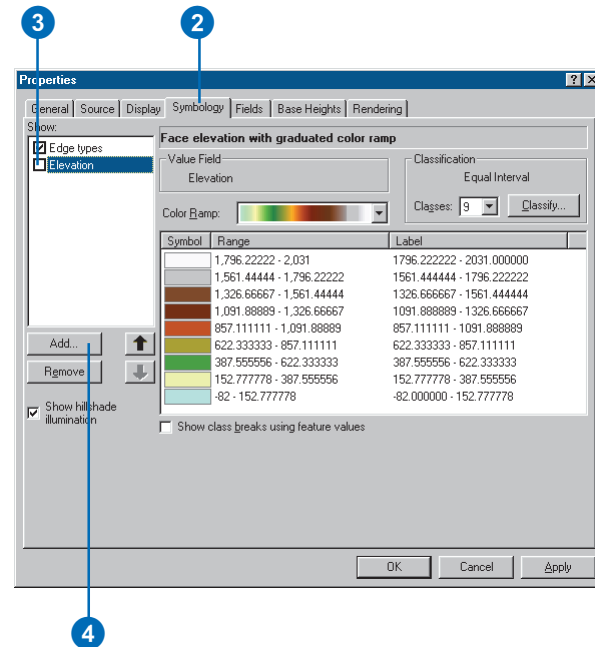 3 2
Properties
General Source Display Symbology Fields Base Heights Rendering
Show:
Edge types
Elevation
Add...
Remove
Show hillshade
illumination
Face elevation with graduated color ramp
Value Field
Elevation
Classification
Equal Interval
Color Ramp:
Classes: 9 Classify...
Symbol Range Label
1,796.22222 - 2,031 1796.222222 - 2031.000000
1,561.44444 - 1,796.22222 1561.444444 - 1796.222222
1,326.66667 - 1,561.44444 1326.666667 - 1561.444444
1,091.88889 - 1,326.66667 1091.888889 - 1326.666667
857.111111 - 1,091.88889 857.111111 - 1091.888889
622.333333 - 857.111111 622.333333 - 857.111111
387.555556 - 622.333333 387.555556 - 622.333333
152.777778 - 387.555556 152.777778 - 387.555556
-82 - 152.777778 -82.000000 - 152.777778
Show class breaks using feature values
OK Cancel Apply
4